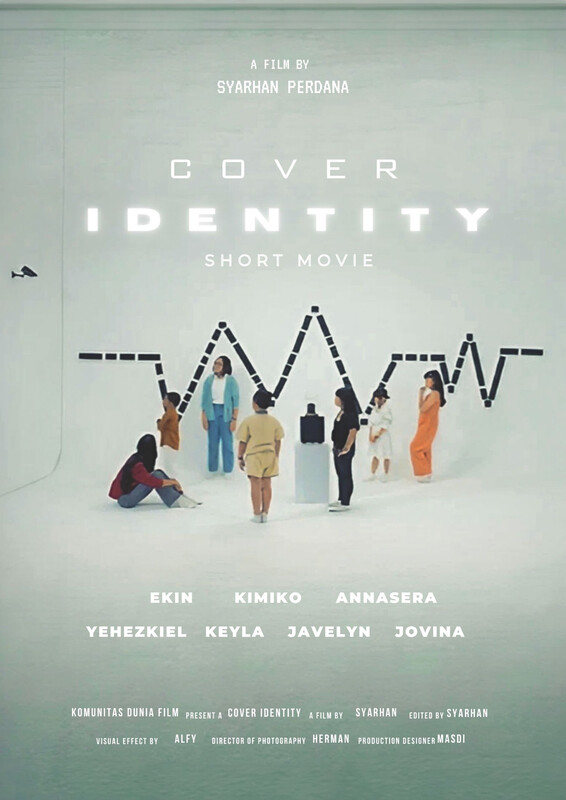 A FILM BY
SYARHAN PERDANA
COVER
IDENTITY
SHORT MOVIE
EKIN KIMIKO ANNASERA
YEHEZKIEL KEYLA JAVELYN JOVINA
KOMUNITAS DUNIA FILM PRESENT A COVER IDENTITY A FILM BY SYARHAN EDITED BY SYARHAN
VISUAL EFFECT BY ALFY DIRECTOR OF PHOTOGRAPHY HERMAN PRODUCTION DESIGNER MASDI